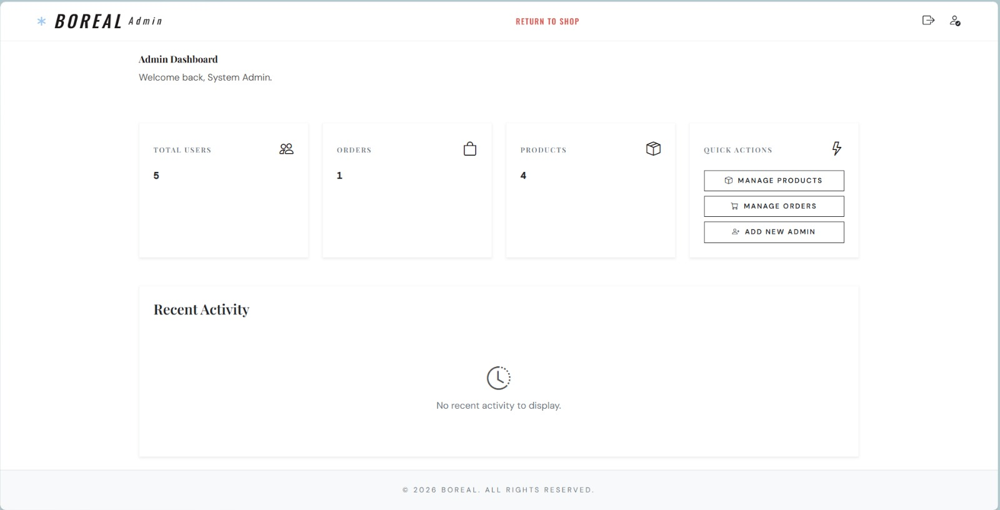 BOREAL Admin
RETURN TO SHOP
Admin Dashboard
Welcome back, System Admin.
TOTAL USERS
5
ORDERS
1
PRODUCTS
4
QUICK ACTIONS
MANAGE PRODUCTS
MANAGE ORDERS
ADD NEW ADMIN
Recent Activity
No recent activity to display.
© 2026 BOREAL. ALL RIGHTS RESERVED.